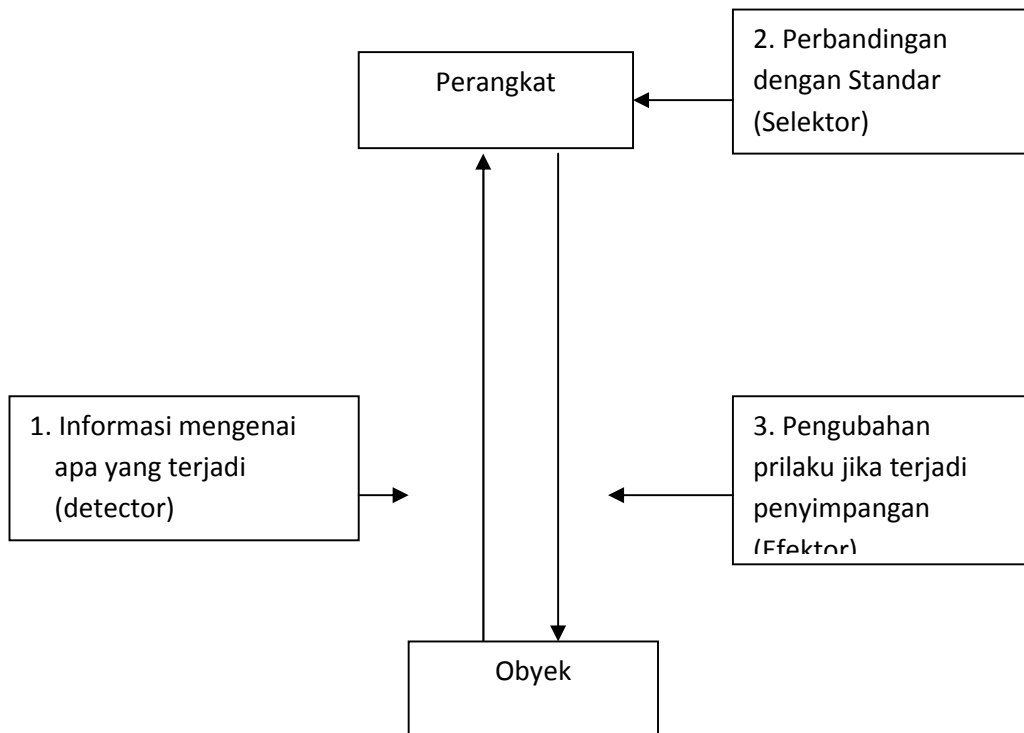 Perangkat
2. Perbandingan
dengan Standar
(Selektor)
1. Informasi mengenai
apa yang terjadi
(detector)
3. Pengubahan
prilaku jika terjadi
penyimpangan
(Efektor)
Obyek